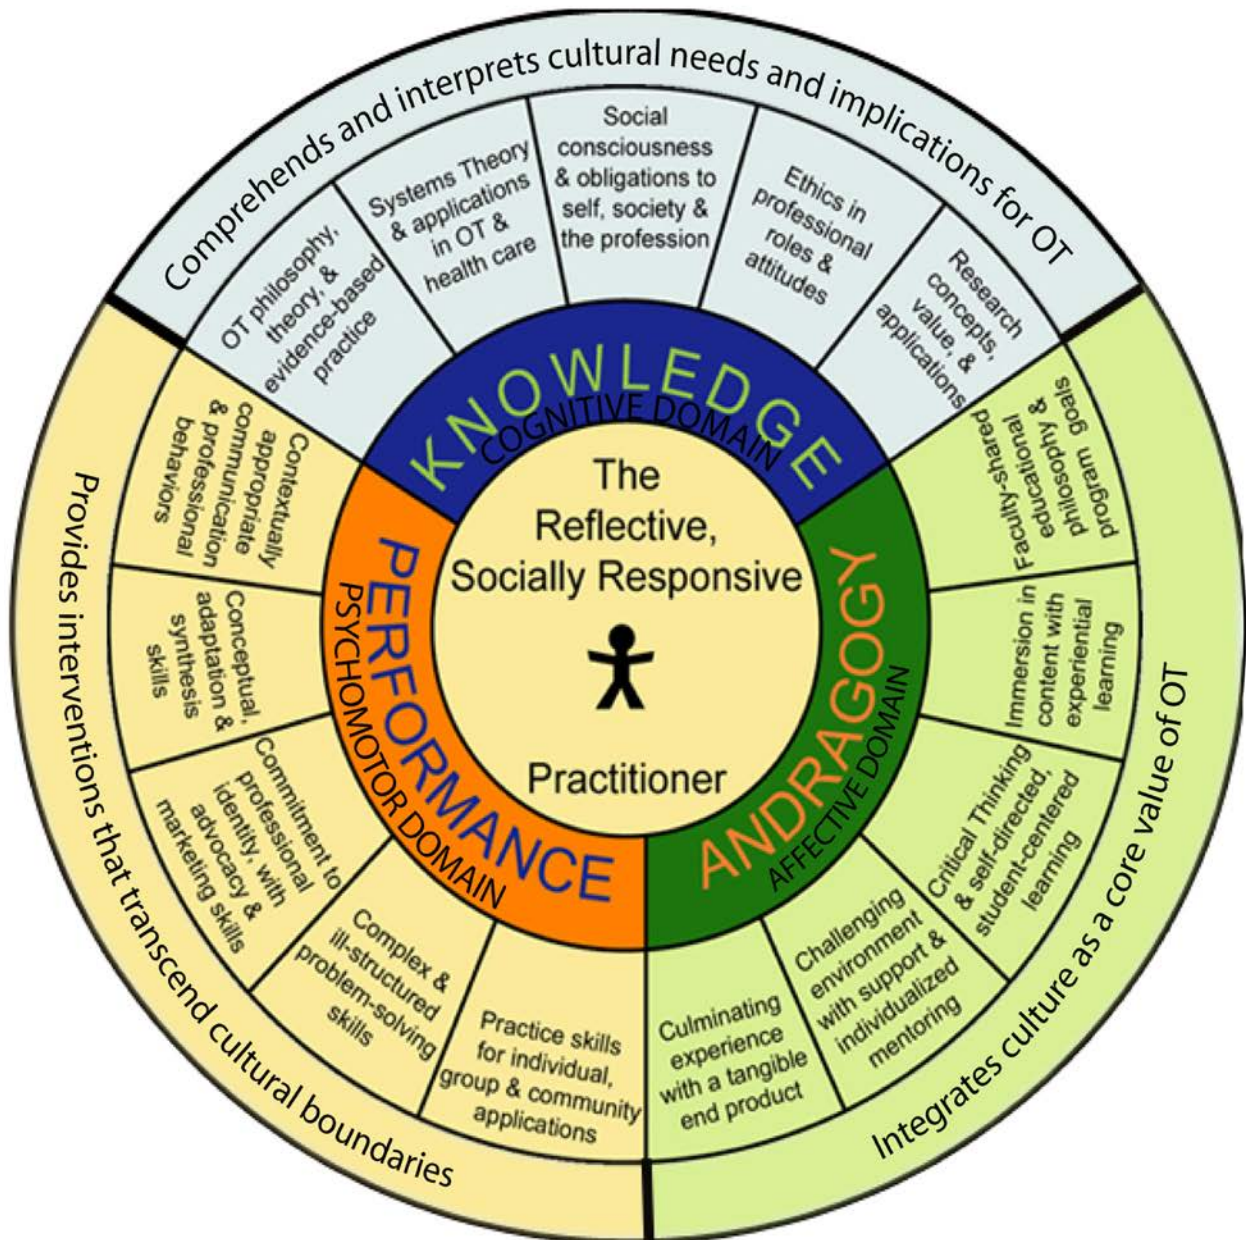 Comprehends and interprets cultural needs and implications for OT
OT philosophy,
theory, &
evidence-based
practice
Systems Theory
& applications
in OT &
health care
Social
consciousness
& obligations to
self, society &
the profession
Ethics in
professional
roles &
attitudes
Research
concepts,
value, &
applications
KNOWLEDGE
COGNITIVE DOMAIN
The
Reflective,
Socially Responsive
Practitioner
ANDRAGOGY
AFFECTIVE DOMAIN
Faculty-shared
educational
philosophy &
program goals
Immersion in
content with
experiential
learning
Critical Thinking
& self-directed,
student-centered
learning
Challenging
environment
with support &
individualized
mentoring
Culminating
experience
with a tangible
end product
Integrates culture as a core value of OT
PERFORMANCE
PSYCHOMOTOR DOMAIN
Contextually
appropriate
communication
& professional
behaviors
Conceptual,
adaptation &
synthesis
skills
Commitment to
professional
identity, with
advocacy &
marketing skills
Complex &
ill-structured
problem-solving
skills
Practice skills
for individual,
group & community
applications
Provides interventions that transcend cultural boundaries